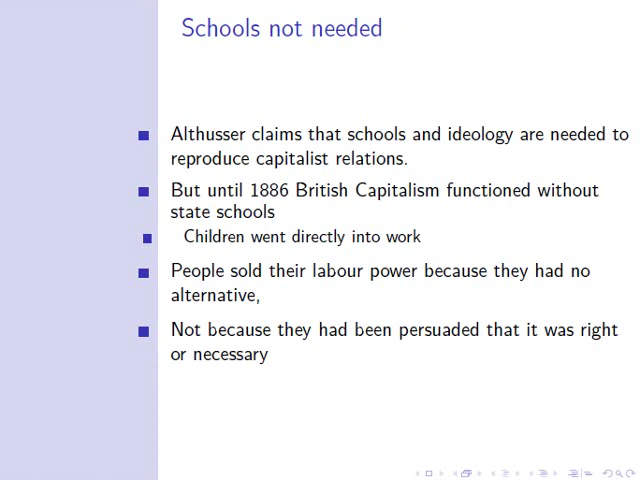 Schools not needed
Althusser claims that schools and ideology are needed to
reproduce capitalist relations.
But until 1886 British Capitalism functioned without
state schools
Children went directly into work
People sold their labour power because they had no
alternative,
Not because they had been persuaded that it was right
or necessary